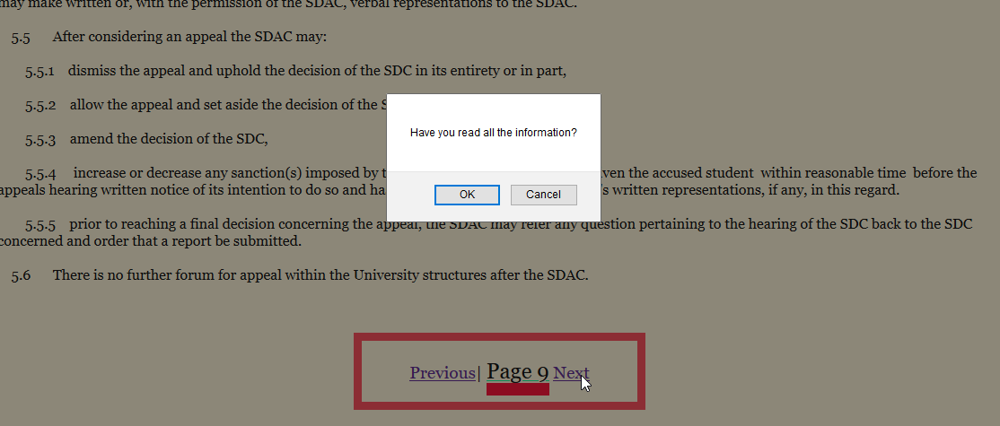 may make written or, with the permission of the SDAC, verbal representations to the SDAC.
5.5 After considering an appeal the SDAC may:
5.5.1 dismiss the appeal and uphold the decision of the SDC in its entirety or in part,
5.5.2 allow the appeal and set aside the decision of the
5.5.3 amend the decision of the SDC,
5.5.4 increase or decrease any sanction(s) imposed by the accused student within reasonable time before the
appeals hearing written notice of its intention to do so and written representations, if any, in this regard.
5.5.5 prior to reaching a final decision concerning the appeal, the SDAC may refer any question pertaining to the hearing of the SDC back to the SDC
concerned and order that a report be submitted.
5.6 There is no further forum for appeal within the University structures after the SDAC.
Have you read all the information?
OK Cancel
Previous| Page 9 Next